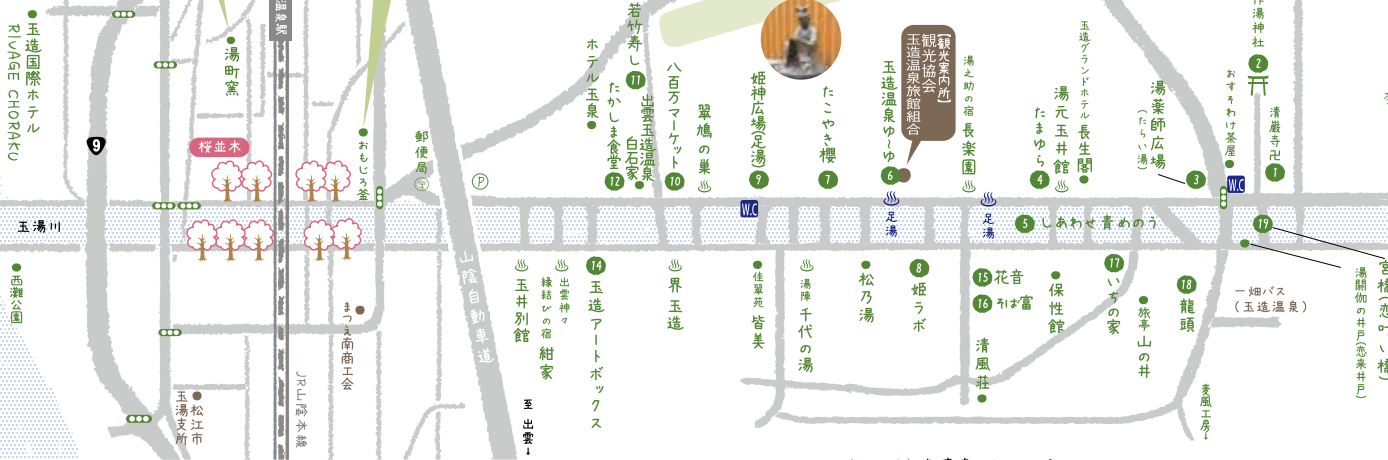 玉造国際ホテル
RIVAGE CHORAKU
湯町窯
桜並木
9
玉湯川
西灘公園
温泉駅
おもじろ釜
郵便局
P
まつえ南商工会
松江市
玉湯支所
JR山陰本線
山陰自動車道
至 出雲
若竹寿し
11
ホテル玉泉
たかしま食堂
12
出雲玉造温泉
白石家
八百万マーケット
10
翠鳩の巣
姫神広場(足湯)
9
W.C
たこやき櫻
7
【観光案内所】
観光協会
玉造温泉旅館組合
玉造温泉ゆ〜ゆ
6
足湯
湯之助の宿 長楽園
足湯
湯元 玉井館
たまゆら
4
玉造グランドホテル 長生閣
5 しあわせ青めのう
湯薬師広場
(たらい湯)
3
W.C
作湯神社
2
おすそわけ茶屋
清巌寺
1
19
玉井別館
出雲神々
縁結びの宿 紺家
14
玉造アートボックス
界 玉造
佳翠苑 皆美
湯陣 千代の湯
松乃湯
8
姫ラボ
15 花音
16 そば富
清風荘
保性館
17
いちの家
旅亭 山の井
18
龍頭
一畑バス
(玉造温泉)
麦風工房
湯閼伽の井戸(恋来井戸)